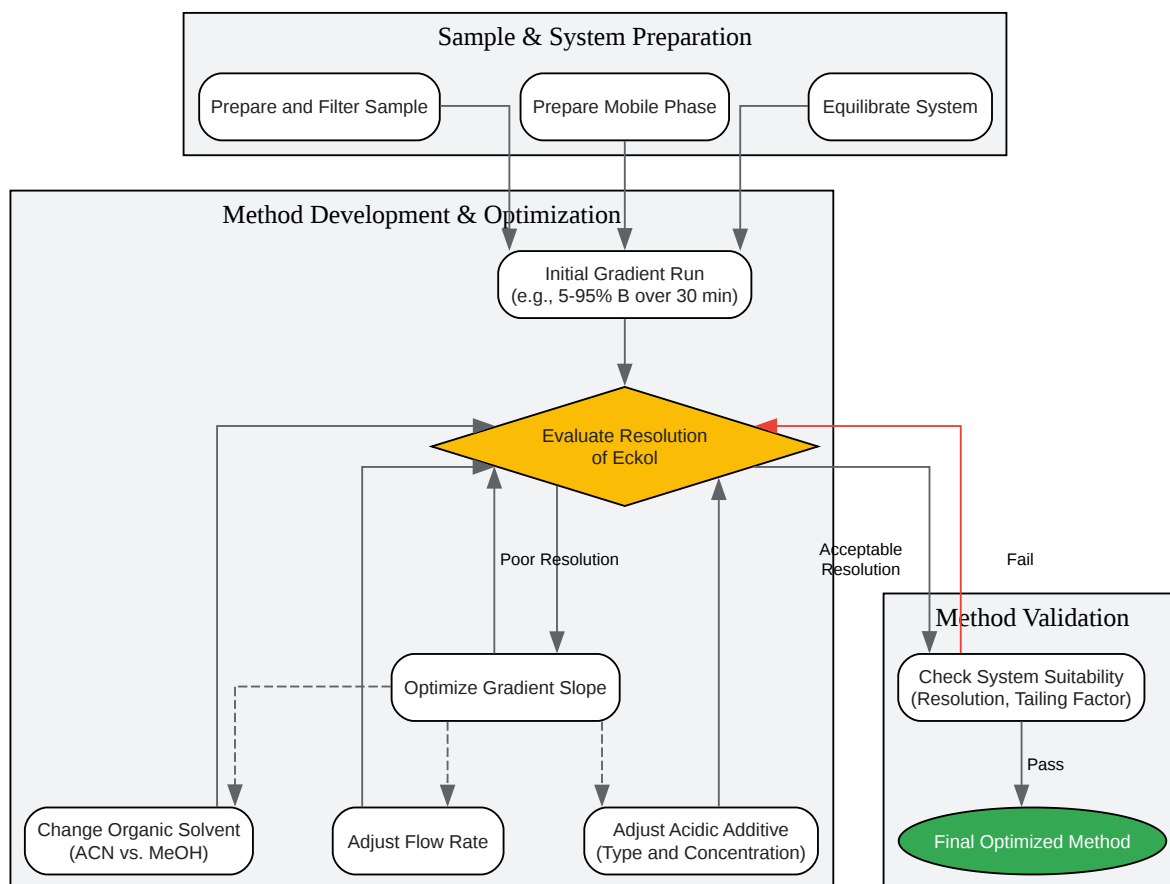 Sample & System Preparation
Prepare and Filter Sample
Prepare Mobile Phase
Equilibrate System
Method Development & Optimization
Initial Gradient Run
(e.g., 5-95% B over 30 min)
Evaluate Resolution
of Eckol
Poor Resolution
Acceptable
Resolution
Fail
Method Validation
Optimize Gradient Slope
Check System Suitability
(Resolution, Tailing Factor)
Pass
Change Organic Solvent
(ACN vs. MeOH)
Adjust Flow Rate
Adjust Acidic Additive
(Type and Concentration)
Final Optimized Method